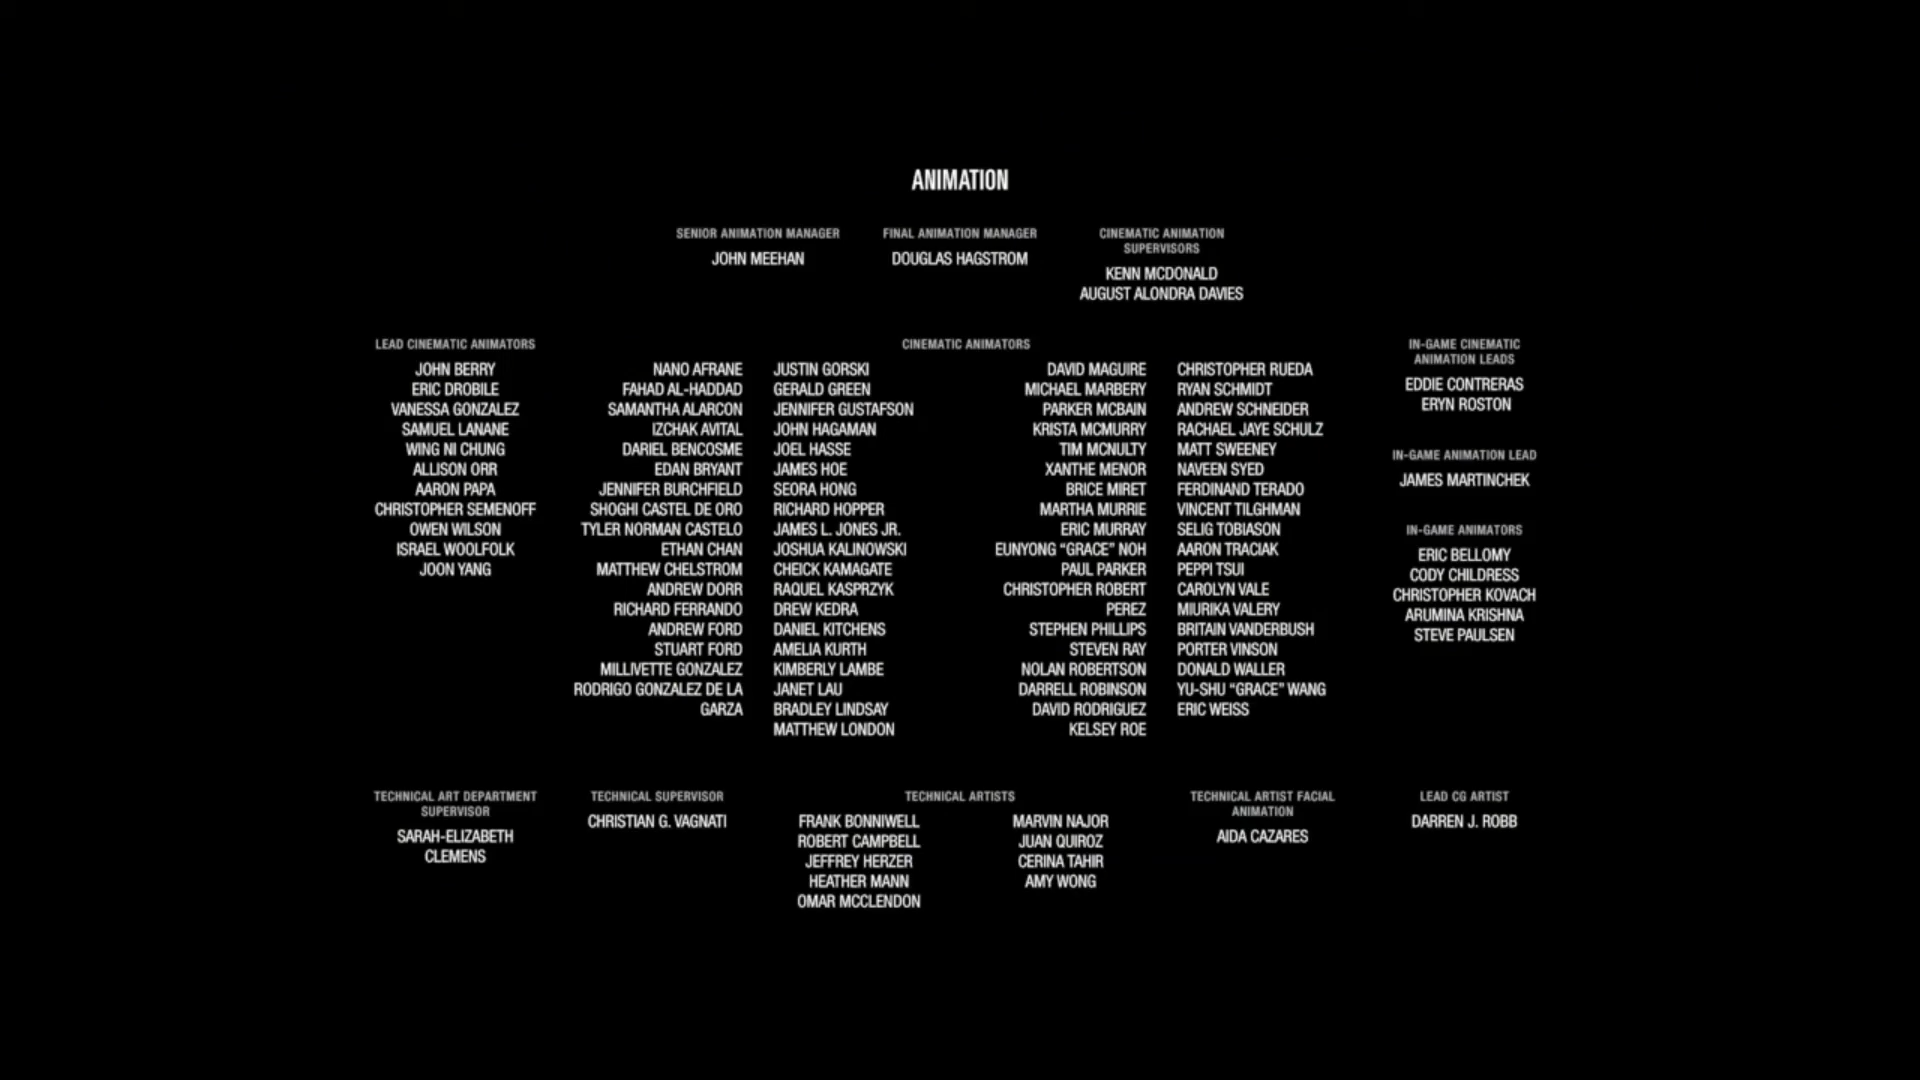 ANIMATION
SENIOR ANIMATION MANAGER
JOHN MEEHAN
FINAL ANIMATION MANAGER
DOUGLAS HAGSTROM
CINEMATIC ANIMATION
SUPERVISORS
KENN MCDONALD
AUGUST ALONDRA DAVIES
LEAD CINEMATIC ANIMATORS
JOHN BERRY
ERIC DROBILE
VANESSA GONZALEZ
SAMUEL LANANE
WING NI CHUNG
ALLISON ORR
AARON PAPA
CHRISTOPHER SEMENOFF
OWEN WILSON
ISRAEL WOOLFOLK
JOON YANG
CINEMATIC ANIMATORS
NANO AFRANE
FAHAD AL-HADDAD
SAMANTHA ALARCON
IZCHAK AVITAL
DARIEL BENCOSME
EDAN BRYANT
JENNIFER BURCHFIELD
SHOGHI CASTEL DE ORO
TYLER NORMAN CASTELO
ETHAN CHAN
MATTHEW CHELSTROM
ANDREW DORR
RICHARD FERRANDO
ANDREW FORD
STUART FORD
MILLIVETTE GONZALEZ
RODRIGO GONZALEZ DE LA
GARZA
JUSTIN GORSKI
GERALD GREEN
JENNIFER GUSTAFSON
JOHN HAGAMAN
JOEL HASSE
JAMES HOE
SEORA HONG
RICHARD HOPPER
JAMES L. JONES JR.
JOSHUA KALINOWSKI
CHEICK KAMAGATE
RAQUEL KASPRZYK
DREW KEDRA
DANIEL KITCHENS
AMELIA KURTH
KIMBERLY LAMBE
JANET LAU
BRADLEY LINDSAY
MATTHEW LONDON
DAVID MAGUIRE
MICHAEL MARBERY
PARKER MCBAIN
KRISTA MCMURRY
TIM MCNULTY
XANTHE MENOR
BRICE MIRET
MARTHA MURRIE
ERIC MURRAY
EUNYONG “GRACE” NOH
PAUL PARKER
CHRISTOPHER ROBERT
PEREZ
STEPHEN PHILLIPS
STEVEN RAY
NOLAN ROBERTSON
DARRELL ROBINSON
DAVID RODRIGUEZ
KELSEY ROE
CHRISTOPHER RUEDA
RYAN SCHMIDT
ANDREW SCHNEIDER
RACHAEL JAYE SCHULZ
MATT SWEENEY
NAVEEN SYED
FERDINAND TERADO
VINCENT TILGHMAN
SELIG TOBIASON
AARON TRACIAK
PEPPI TSUI
CAROLYN VALE
MIURIKA VALERY
BRITAIN VANDERBUSH
PORTER VINSON
DONALD WALLER
YU-SHU “GRACE” WANG
ERIC WEISS
IN-GAME CINEMATIC
ANIMATION LEADS
EDDIE CONTRERAS
ERYN ROSTON
IN-GAME ANIMATION LEAD
JAMES MARTINCHEK
IN-GAME ANIMATORS
ERIC BELLOMY
CODY CHILDRESS
CHRISTOPHER KOVACH
ARUMINA KRISHNA
STEVE PAULSEN
TECHNICAL ART DEPARTMENT
SUPERVISOR
SARAH-ELIZABETH
CLEMENS
TECHNICAL SUPERVISOR
CHRISTIAN G. VAGNATI
TECHNICAL ARTISTS
FRANK BONNIWELL
ROBERT CAMPBELL
JEFFREY HERZER
HEATHER MANN
OMAR MCCLENDON
MARVIN NAJOR
JUAN QUIROZ
CERINA TAHIR
AMY WONG
TECHNICAL ARTIST FACIAL
ANIMATION
AIDA CAZARES
LEAD CG ARTIST
DARREN J. ROBB